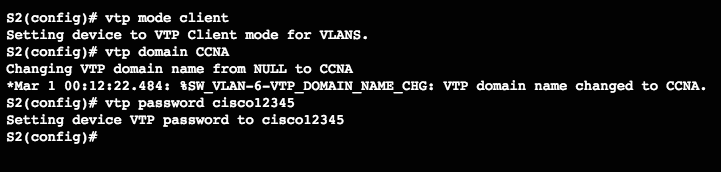 S2(config)# vtp mode client
Setting device to VTP Client mode for VLANS.
S2(config)# vtp domain CCNA
Changing VTP domain name from NULL to CCNA
*Mar 1 00:12:22.484: %SW_VLAN-6-VTP_DOMAIN_NAME_CHG: VTP domain name changed to CCNA.
S2(config)# vtp password cisco12345
Setting device VTP password to cisco12345
S2(config)#